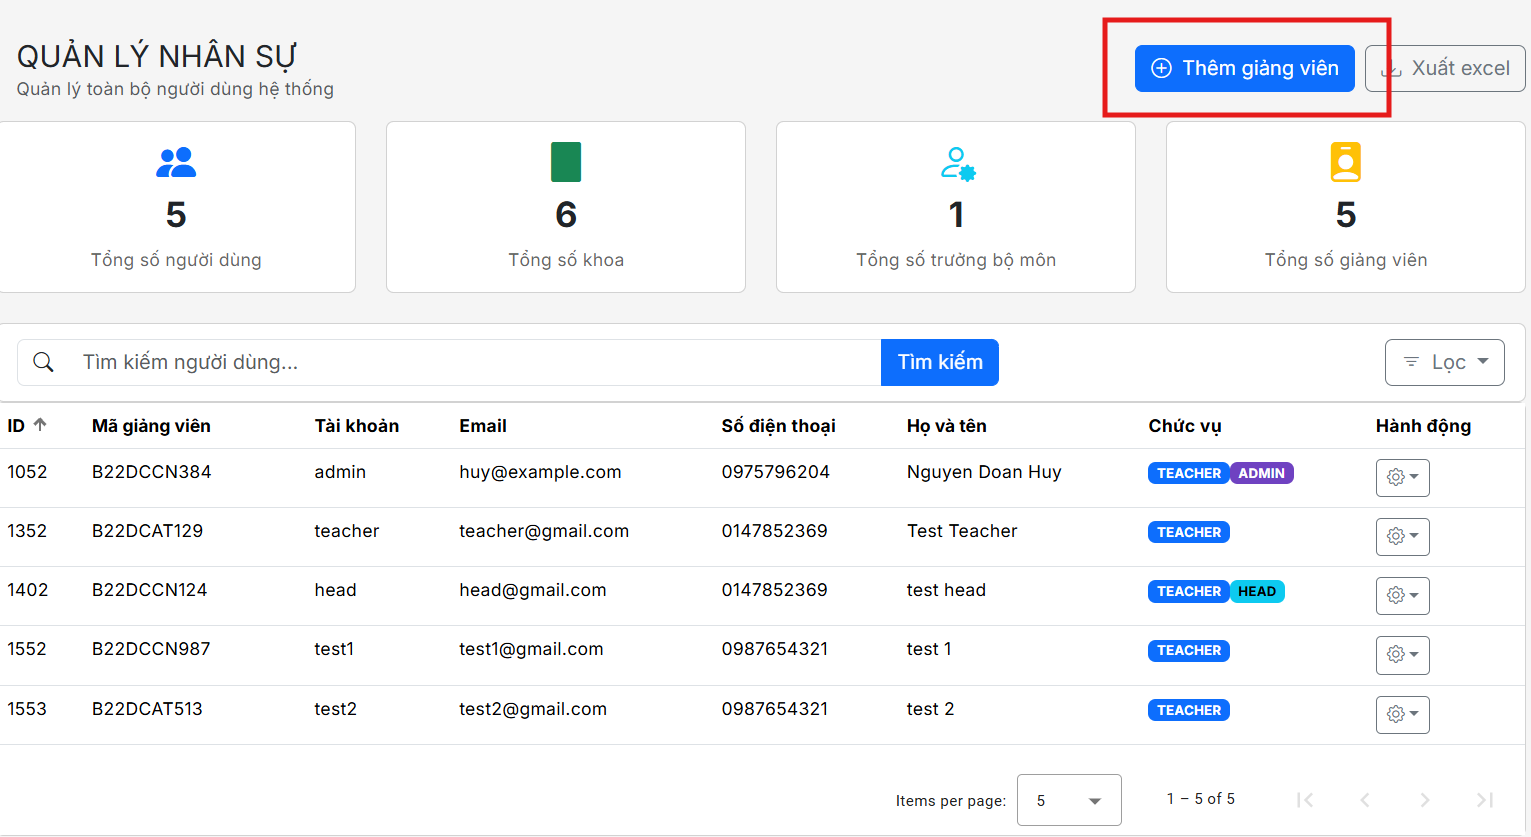 QUẢN LÝ NHÂN SỰ
Quản lý toàn bộ người dùng hệ thống
Thêm giảng viên
Xuất excel
5
Tổng số người dùng
6
Tổng số khoa
1
Tổng số trưởng bộ môn
5
Tổng số giảng viên
Tìm kiếm người dùng...
Tìm kiếm
Lọc
ID Mã giảng viên Tài khoản Email Số điện thoại Họ và tên Chức vụ Hành động
1052 B22DCCN384 admin huy@example.com 0975796204 Nguyen Doan Huy TEACHER ADMIN
1352 B22DCAT129 teacher teacher@gmail.com 0147852369 Test Teacher TEACHER
1402 B22DCCN124 head head@gmail.com 0147852369 test head TEACHER HEAD
1552 B22DCCN987 test1 test1@gmail.com 0987654321 test 1 TEACHER
1553 B22DCAT513 test2 test2@gmail.com 0987654321 test 2 TEACHER
Items per page: 5 1 – 5 of 5